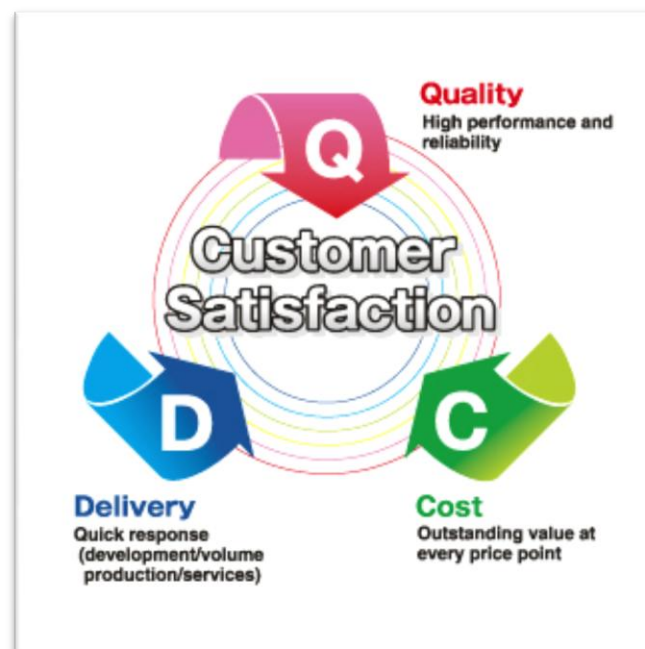 Q
Quality
High performance and
reliability
Customer
Satisfaction
D
C
Delivery
Quick response
(development/volume
production/services)
Cost
Outstanding value at
every price point